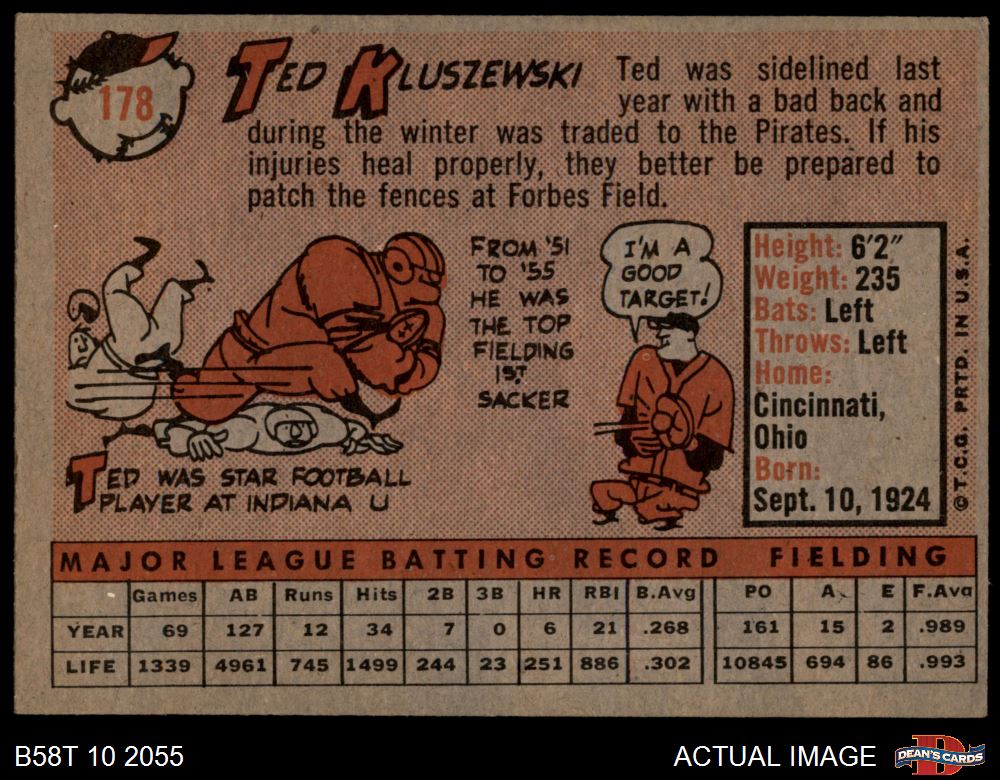 178
TED KLUSZEWSKI
Ted was sidelined last
year with a bad back and
during the winter was traded to the Pirates. If his
injuries heal properly, they better be prepared to
patch the fences at Forbes Field.
TED WAS STAR FOOTBALL
PLAYER AT INDIANA U
FROM '51
TO '55
HE WAS
THE TOP
FIELDING
1ST
SACKER
I'M A
GOOD
TARGET!
Height: 6'2"
Weight: 235
Bats: Left
Throws: Left
Home:
Cincinnati,
Ohio
Born:
Sept. 10, 1924
© T.C.G. PRTD. IN U.S.A.
MAJOR LEAGUE BATTING RECORD FIELDING
Games AB Runs Hits 2B 3B HR RBI B.Avg PO A E F.Avg
YEAR 69 127 12 34 7 0 6 21 .268 161 15 2 .989
LIFE 1339 4961 745 1499 244 23 251 886 .302 10845 694 86 .993
B58T 10 2055
ACTUAL IMAGE
D
DEAN'S CARDS